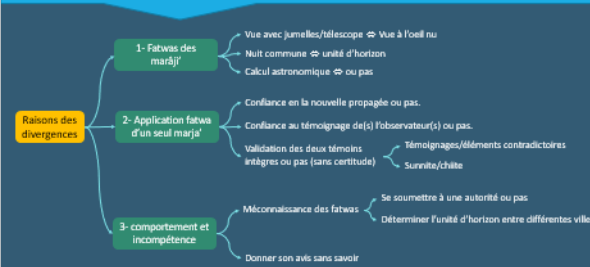 Raisons des
divergences
1- Fatwas des
marâji'
Vue avec jumelles/télescope ⇔ Vue à l'oeil nu
Nuit commune ⇔ unité d'horizon
Calcul astronomique ⇔ ou pas
2- Application fatwa
d'un seul marja'
Confiance en la nouvelle propagée ou pas.
Confiance au témoignage de(s) l'observateur(s) ou pas.
Validation des deux témoins
intègres ou pas (sans certitude)
Témoignages/éléments contradictoires
Sunnite/chiite
3- comportement et
incompétence
Méconnaissance des fatwas
Se soumettre à une autorité ou pas
Déterminer l'unité d'horizon entre différentes ville
Donner son avis sans savoir